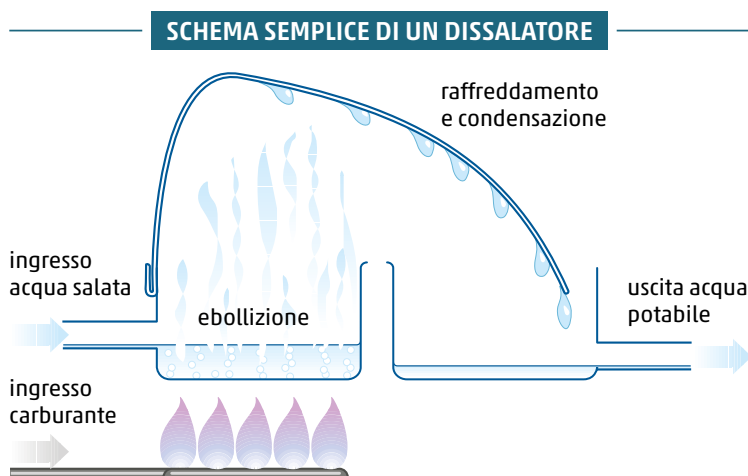 SCHEMA SEMPLICE DI UN DISSALATORE
raffreddamento
e condensazione
ingresso
acqua salata
ebollizione
uscita acqua
potabile
ingresso
carburante